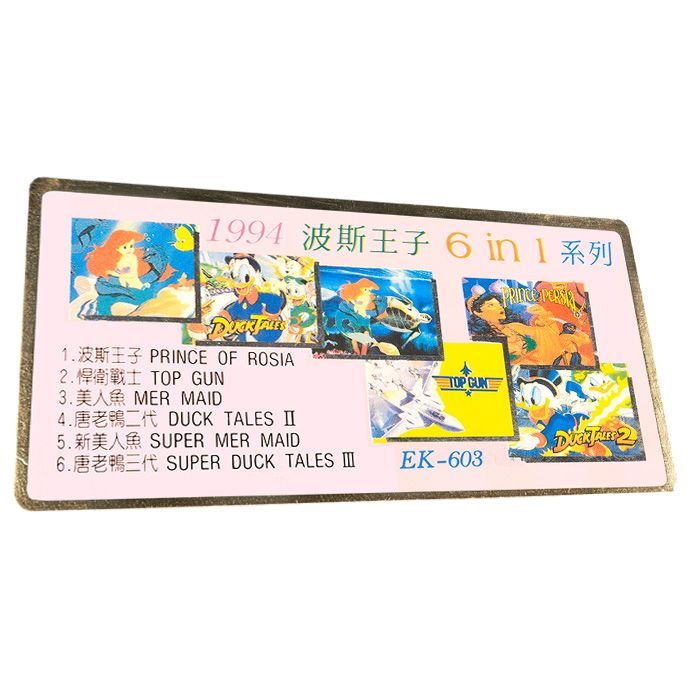 1994 波斯王子 6 in 1 系列
DUCKTALES
PRINCE OF PERSIA
TOP GUN
DUCKTALES 2
1.波斯王子 PRINCE OF ROSIA
2.悍衛戰士 TOP GUN
3.美人魚 MER MAID
4.唐老鴨二代 DUCK TALES II
5.新美人魚 SUPER MER MAID
6.唐老鴨三代 SUPER DUCK TALES III
EK-603